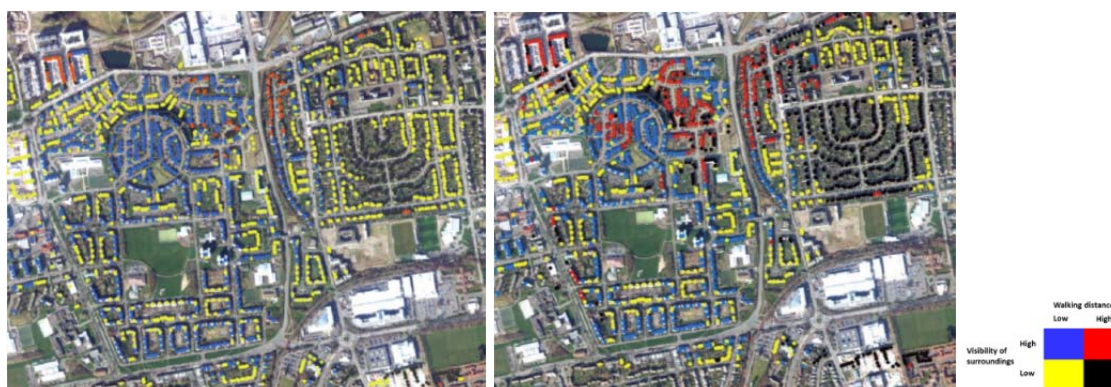 Walking distance
Low High
Visibility of
surroundings
High
Low